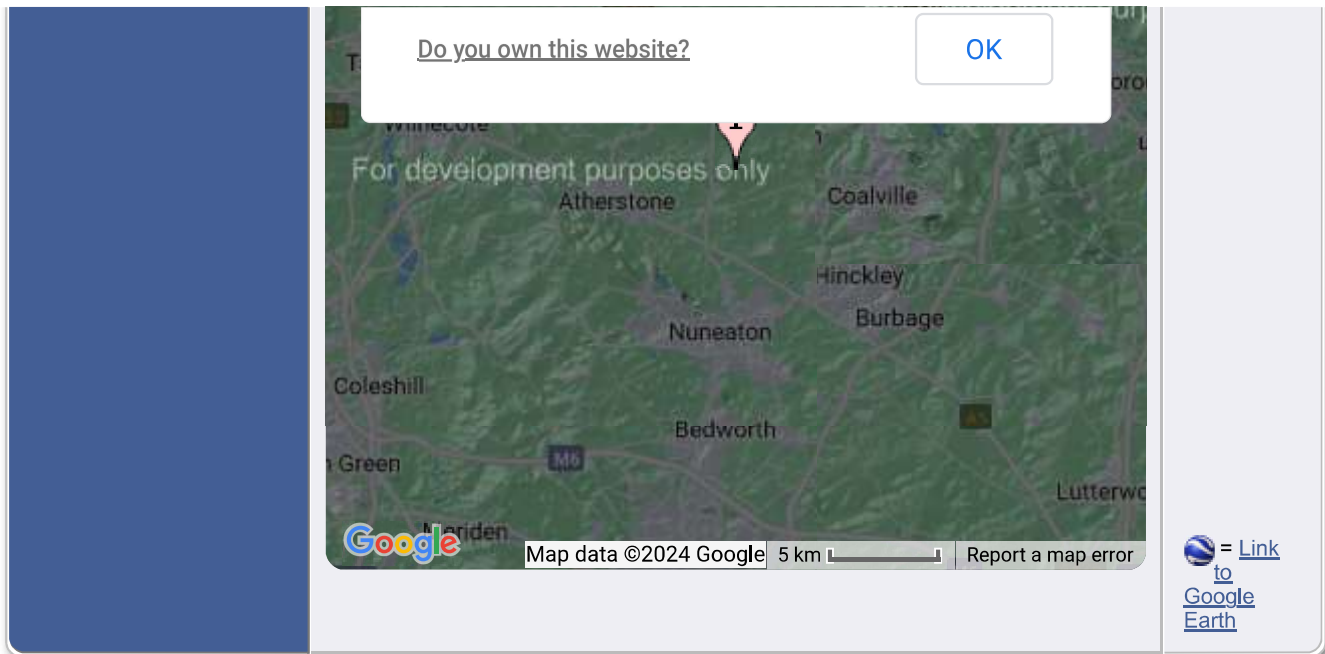 Do you own this website?
OK
Wilnecote
1
For development purposes only
Atherstone
Coalville
Hinckley
Nuneaton
Burbage
Coleshill
A5
Bedworth
Green
M6
Meriden
Google
Map data ©2024 Google
5 km
Report a map error
= Link
to
Google
Earth